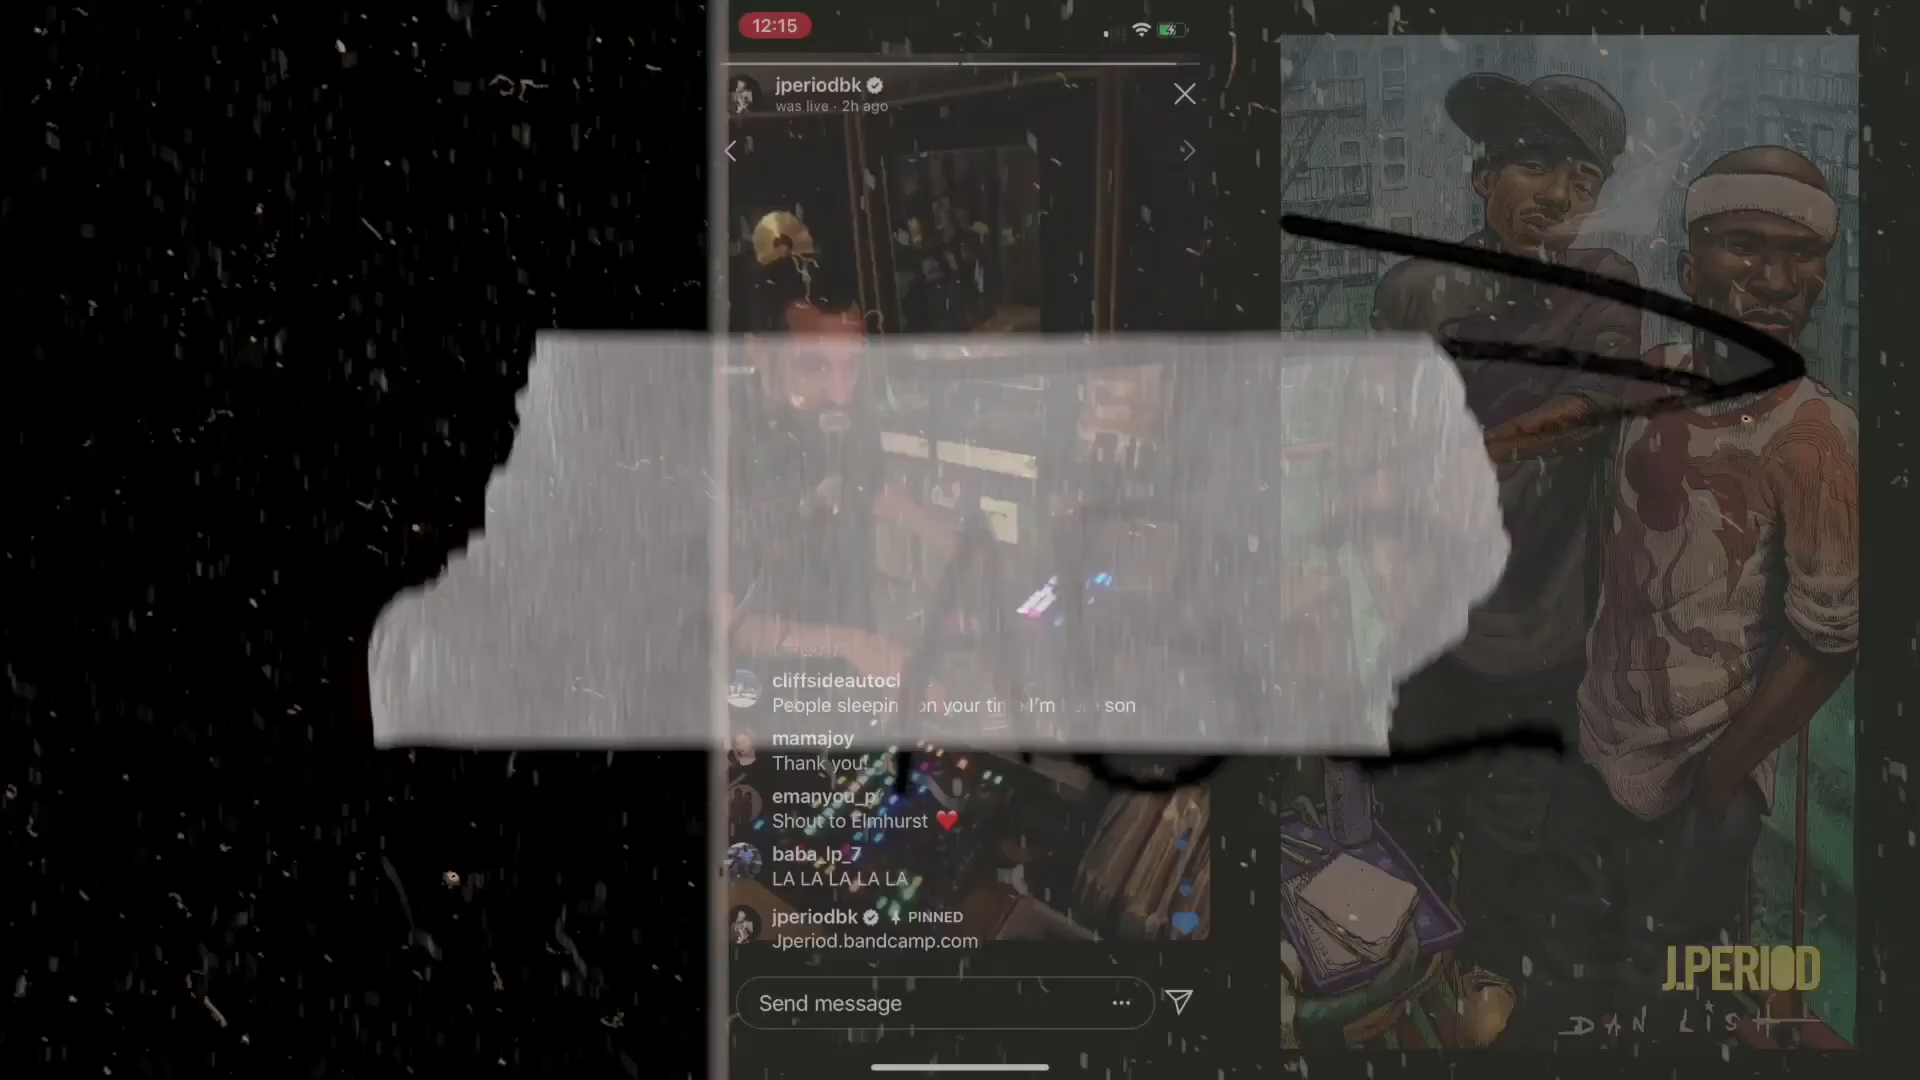 12:15
jperiodbk
was live · 2h ago
cliffsideautocl
People sleepin on your time I'm son
mamajoy
Thank you!
emanyou_p
Shout to Elmhurst ❤️
baba_lp_7
LA LA LA LA LA
jperiodbk PINNED
Jperiod.bandcamp.com
Send message
J.PERIOD
DAN LISH